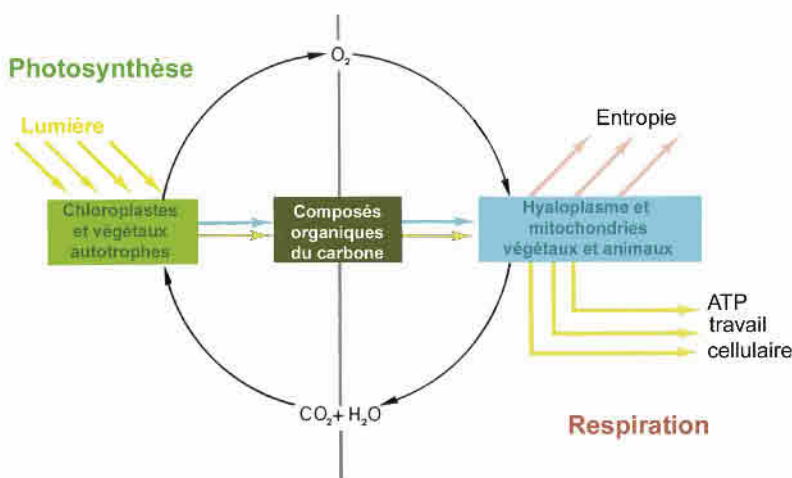 O₂
Photosynthèse
Lumière
Entropie
Chloroplastes
et végétaux
autotrophes
Composés
organiques
du carbone
Hyaloplasme et
mitochondries
végétaux et animaux
ATP
travail
cellulaire
CO₂+ H₂O
Respiration